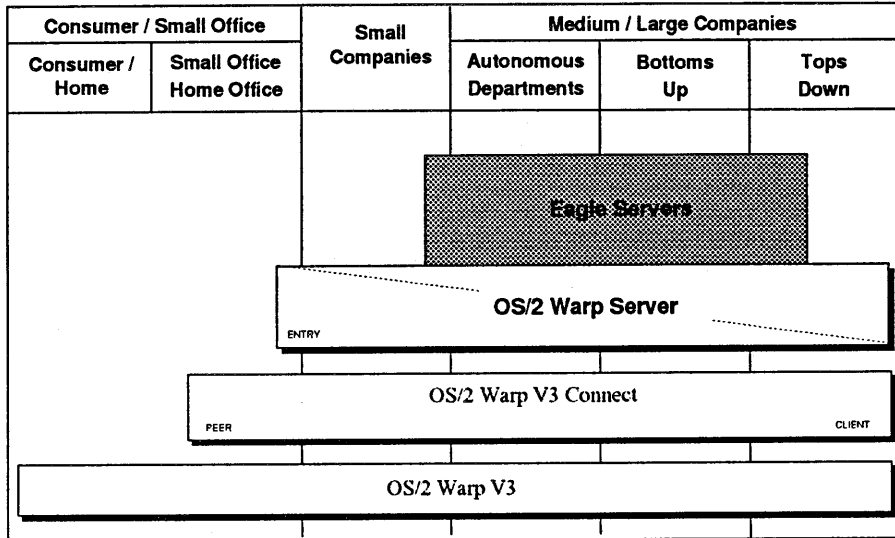 Consumer / Small Office
Small
Companies
Medium / Large Companies
Consumer /
Home
Small Office
Home Office
Autonomous
Departments
Bottoms
Up
Tops
Down
Eagle Servers
OS/2 Warp Server
ENTRY
OS/2 Warp V3 Connect
PEER
CLIENT
OS/2 Warp V3